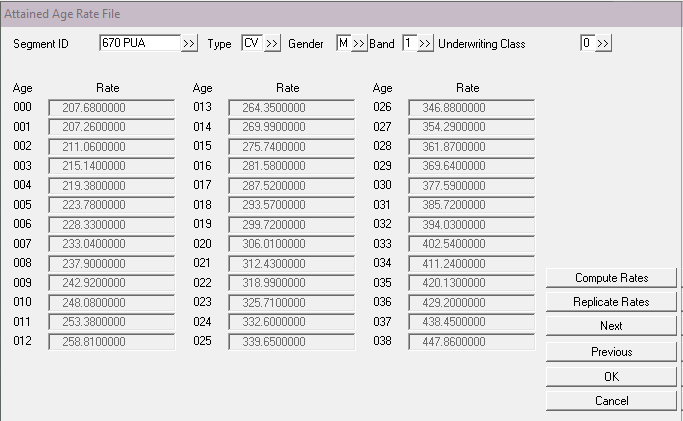 Attained Age Rate File
Segment ID 670 PUA >> Type CV >> Gender M >> Band 1 >> Underwriting Class 0 >>
Age Rate Age Rate Age Rate
000 207.6800000 013 264.3500000 026 346.8800000
001 207.2600000 014 269.9900000 027 354.2900000
002 211.0600000 015 275.7400000 028 361.8700000
003 215.1400000 016 281.5800000 029 369.6400000
004 219.3800000 017 287.5200000 030 377.5900000
005 223.7800000 018 293.5700000 031 385.7200000
006 228.3300000 019 299.7200000 032 394.0300000
007 233.0400000 020 306.0100000 033 402.5400000
008 237.9000000 021 312.4300000 034 411.2400000
009 242.9200000 022 318.9900000 035 420.1300000
010 248.0800000 023 325.7100000 036 429.2000000
011 253.3800000 024 332.6000000 037 438.4500000
012 258.8100000 025 339.6500000 038 447.8600000
Compute Rates
Replicate Rates
Next
Previous
OK
Cancel